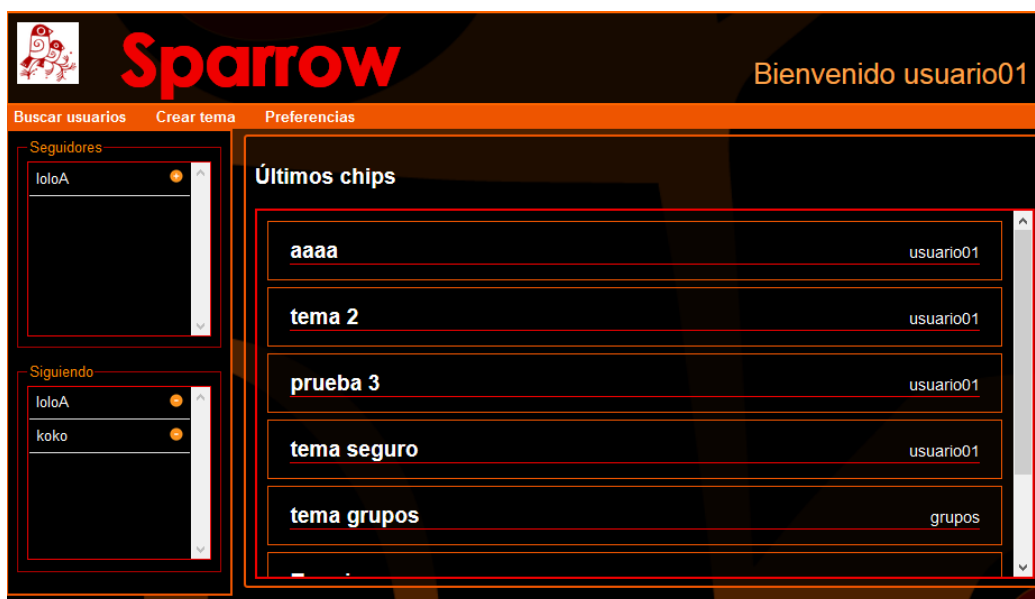 Sparrow
Bienvenido usuario01
Buscar usuarios Crear tema Preferencias
Seguidores
loloA
Siguiendo
loloA
koko
Últimos chips
aaaa usuario01
tema 2 usuario01
prueba 3 usuario01
tema seguro usuario01
tema grupos grupos